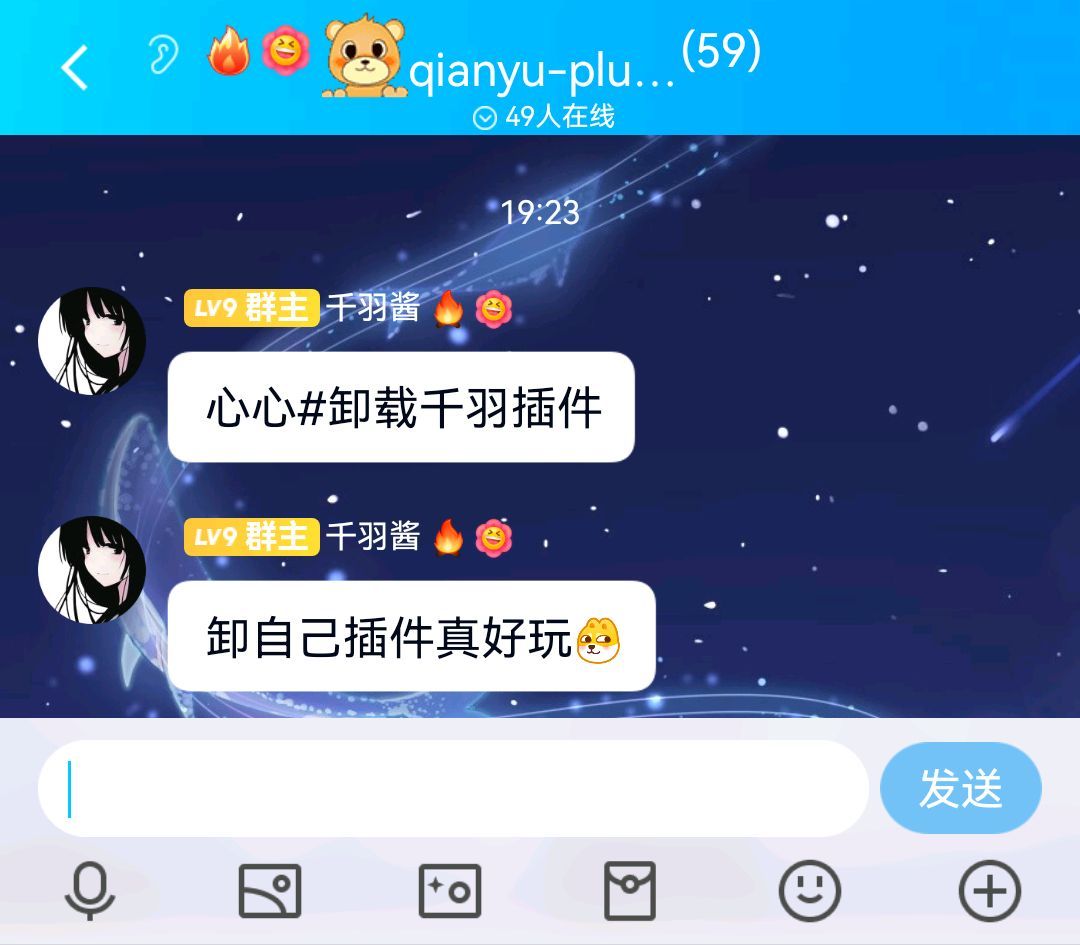 qianyu-plu... (59)
49人在线
19:23
LV9 群主 千羽酱
心心#卸载千羽插件
LV9 群主 千羽酱
卸自己插件真好玩
发送